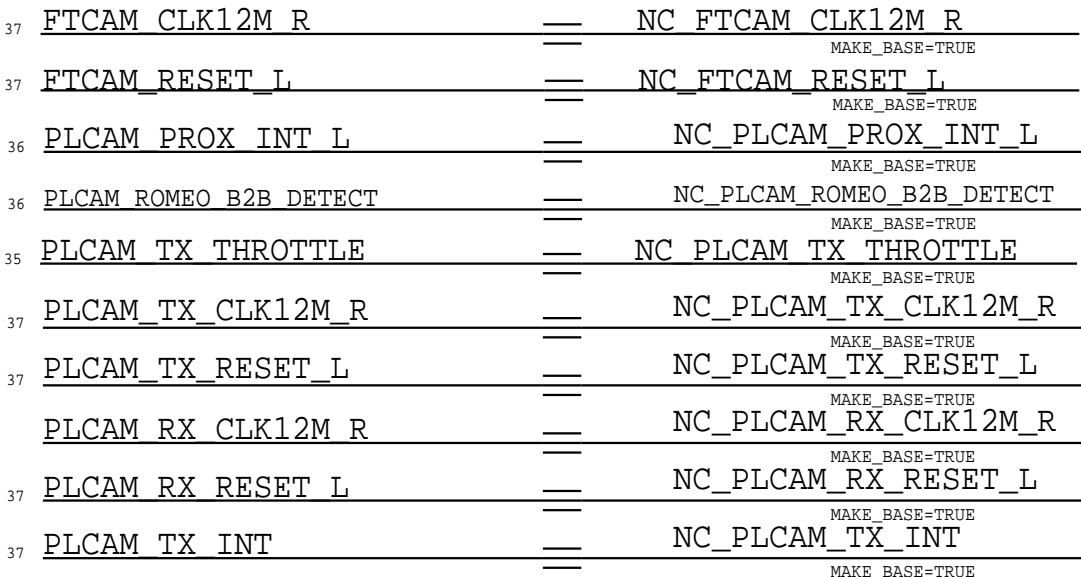 37 FTCAM_CLK12M_R NC_FTCAM_CLK12M_R
MAKE_BASE=TRUE
37 FTCAM_RESET_L NC_FTCAM_RESET_L
MAKE_BASE=TRUE
36 PLCAM_PROX_INT_L NC_PLCAM_PROX_INT_L
MAKE_BASE=TRUE
36 PLCAM_ROMEO_B2B_DETECT NC_PLCAM_ROMEO_B2B_DETECT
MAKE_BASE=TRUE
35 PLCAM_TX_THROTTLE NC_PLCAM_TX_THROTTLE
MAKE_BASE=TRUE
37 PLCAM_TX_CLK12M_R NC_PLCAM_TX_CLK12M_R
MAKE_BASE=TRUE
37 PLCAM_TX_RESET_L NC_PLCAM_TX_RESET_L
MAKE_BASE=TRUE
PLCAM_RX_CLK12M_R NC_PLCAM_RX_CLK12M_R
MAKE_BASE=TRUE
37 PLCAM_RX_RESET_L NC_PLCAM_RX_RESET_L
MAKE_BASE=TRUE
37 PLCAM_TX_INT NC_PLCAM_TX_INT
MAKE_BASE=TRUE